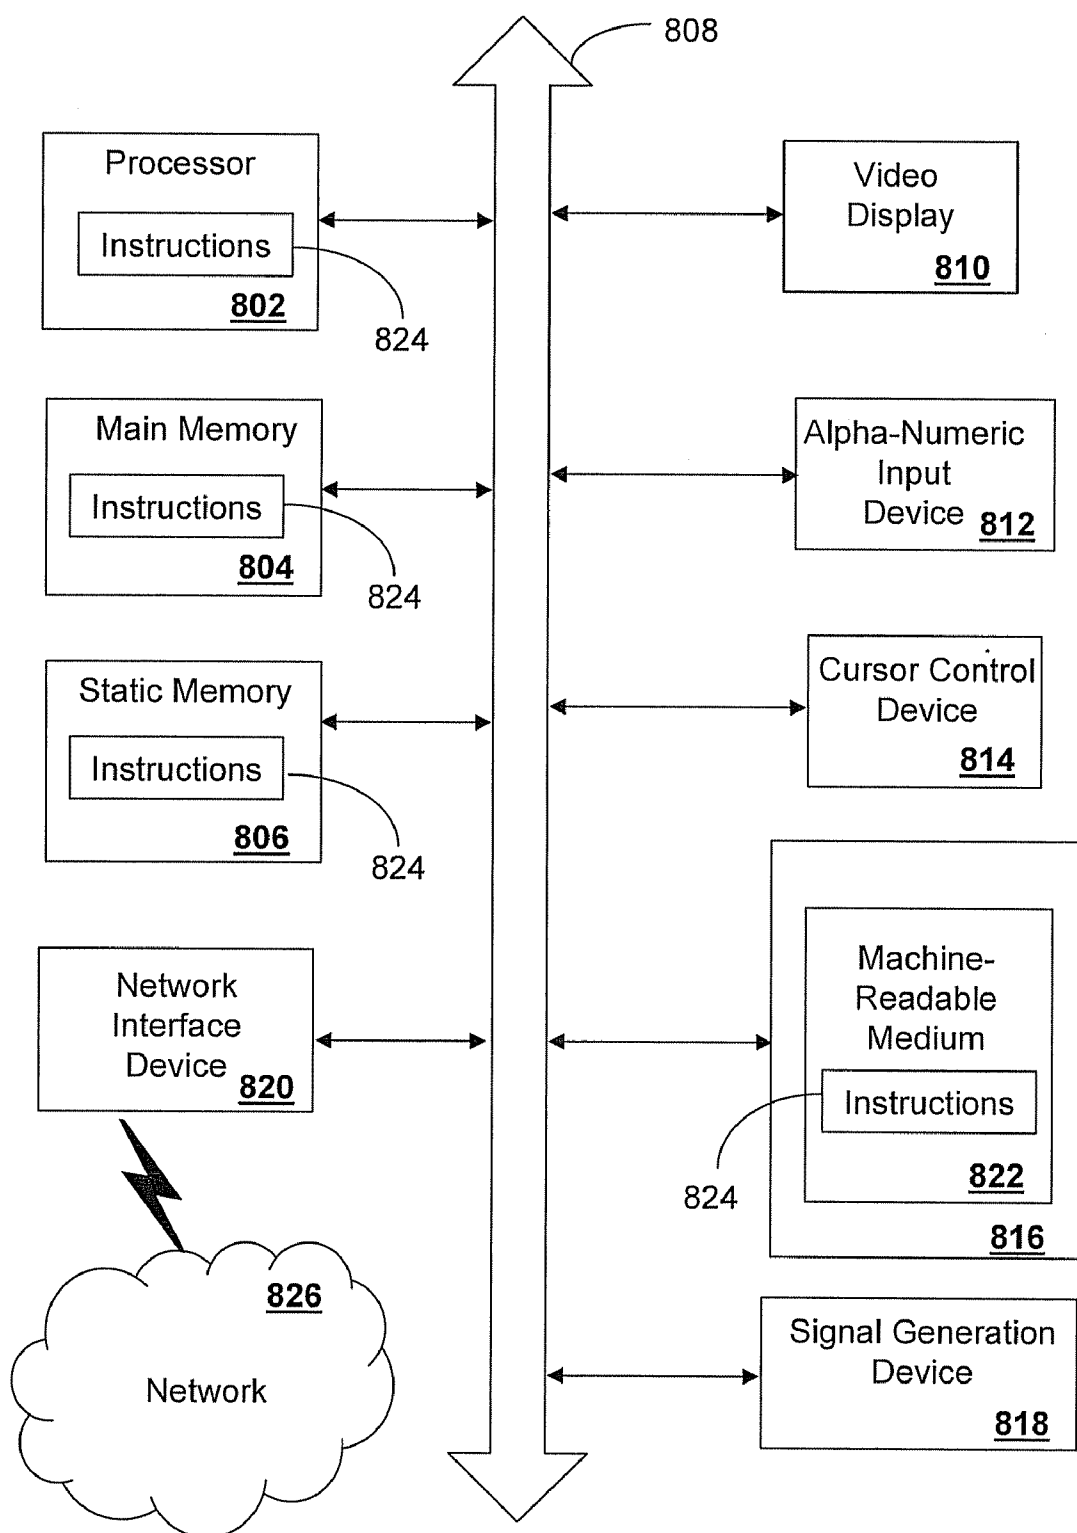 808
Processor
Instructions
802
824
Main Memory
Instructions
804
824
Static Memory
Instructions
806
824
Network
Interface
Device
820
826
Network
Video
Display
810
Alpha-Numeric
Input
Device
812
Cursor Control
Device
814
Machine-
Readable
Medium
Instructions
824
822
816
Signal Generation
Device
818